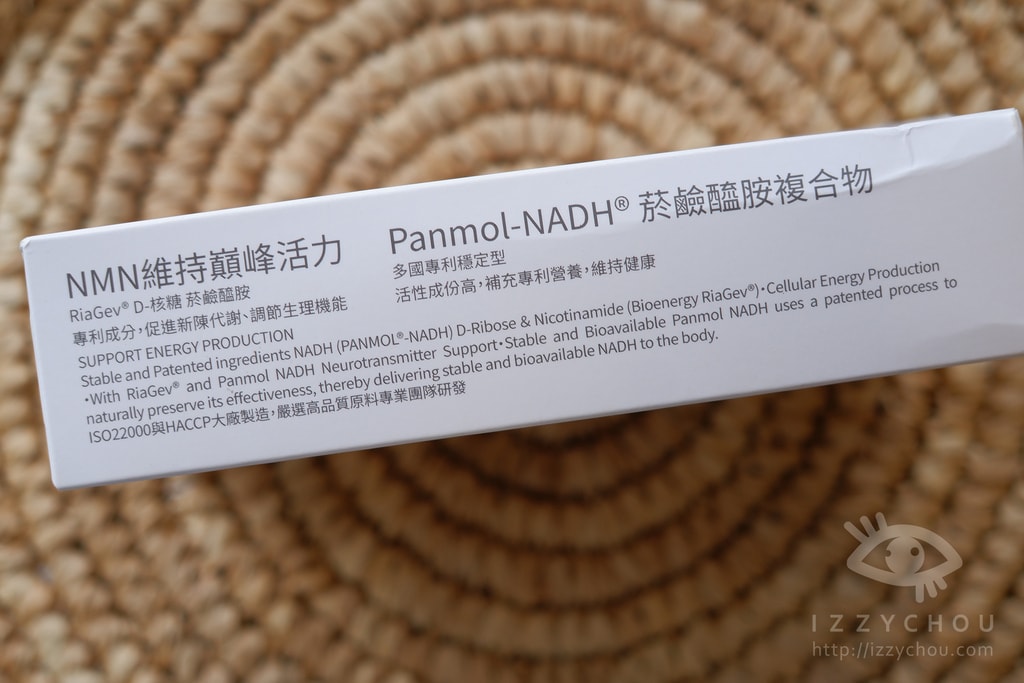 NMN維持巔峰活力
RiaGev® D-核糖 菸鹼醯胺
專利成分,促進新陳代謝、調節生理機能
Panmol-NADH® 菸鹼醯胺複合物
多國專利穩定型
活性成份高,補充專利營養,維持健康
SUPPORT ENERGY PRODUCTION
Stable and Patented ingredients NADH (PANMOL®-NADH) D-Ribose & Nicotinamide (Bioenergy RiaGev®)•Cellular Energy Production
•With RiaGev® and Panmol NADH Neurotransmitter Support•Stable and Bioavailable Panmol NADH uses a patented process to
naturally preserve its effectiveness, thereby delivering stable and bioavailable NADH to the body.
ISO22000與HACCP大廠製造,嚴選高品質原料專業團隊研發
IZZYCHOU
http://izzychou.com